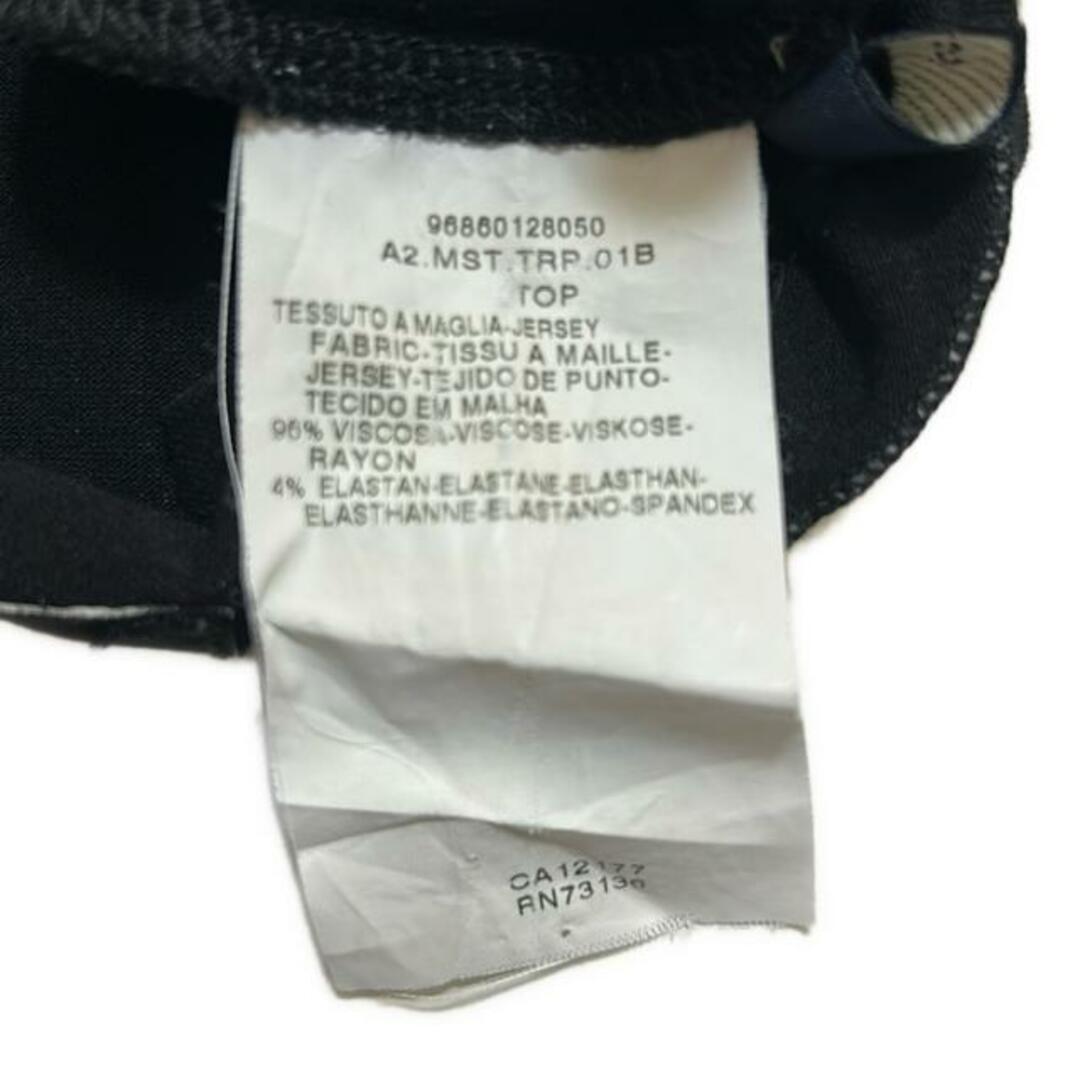 96860128050
A2.MST.TRP.01B
TOP
TESSUTO A MAGLIA-JERSEY
FABRIC-TISSU A MAILLE-
JERSEY-TEJIDO DE PUNTO-
TECIDO EM MALHA
96% VISCOSA-VISCOSE-VISKOSE-
RAYON
4% ELASTAN-ELASTANE-ELASTHAN-
ELASTHANNE-ELASTANO-SPANDEX
CA12177
RN73136